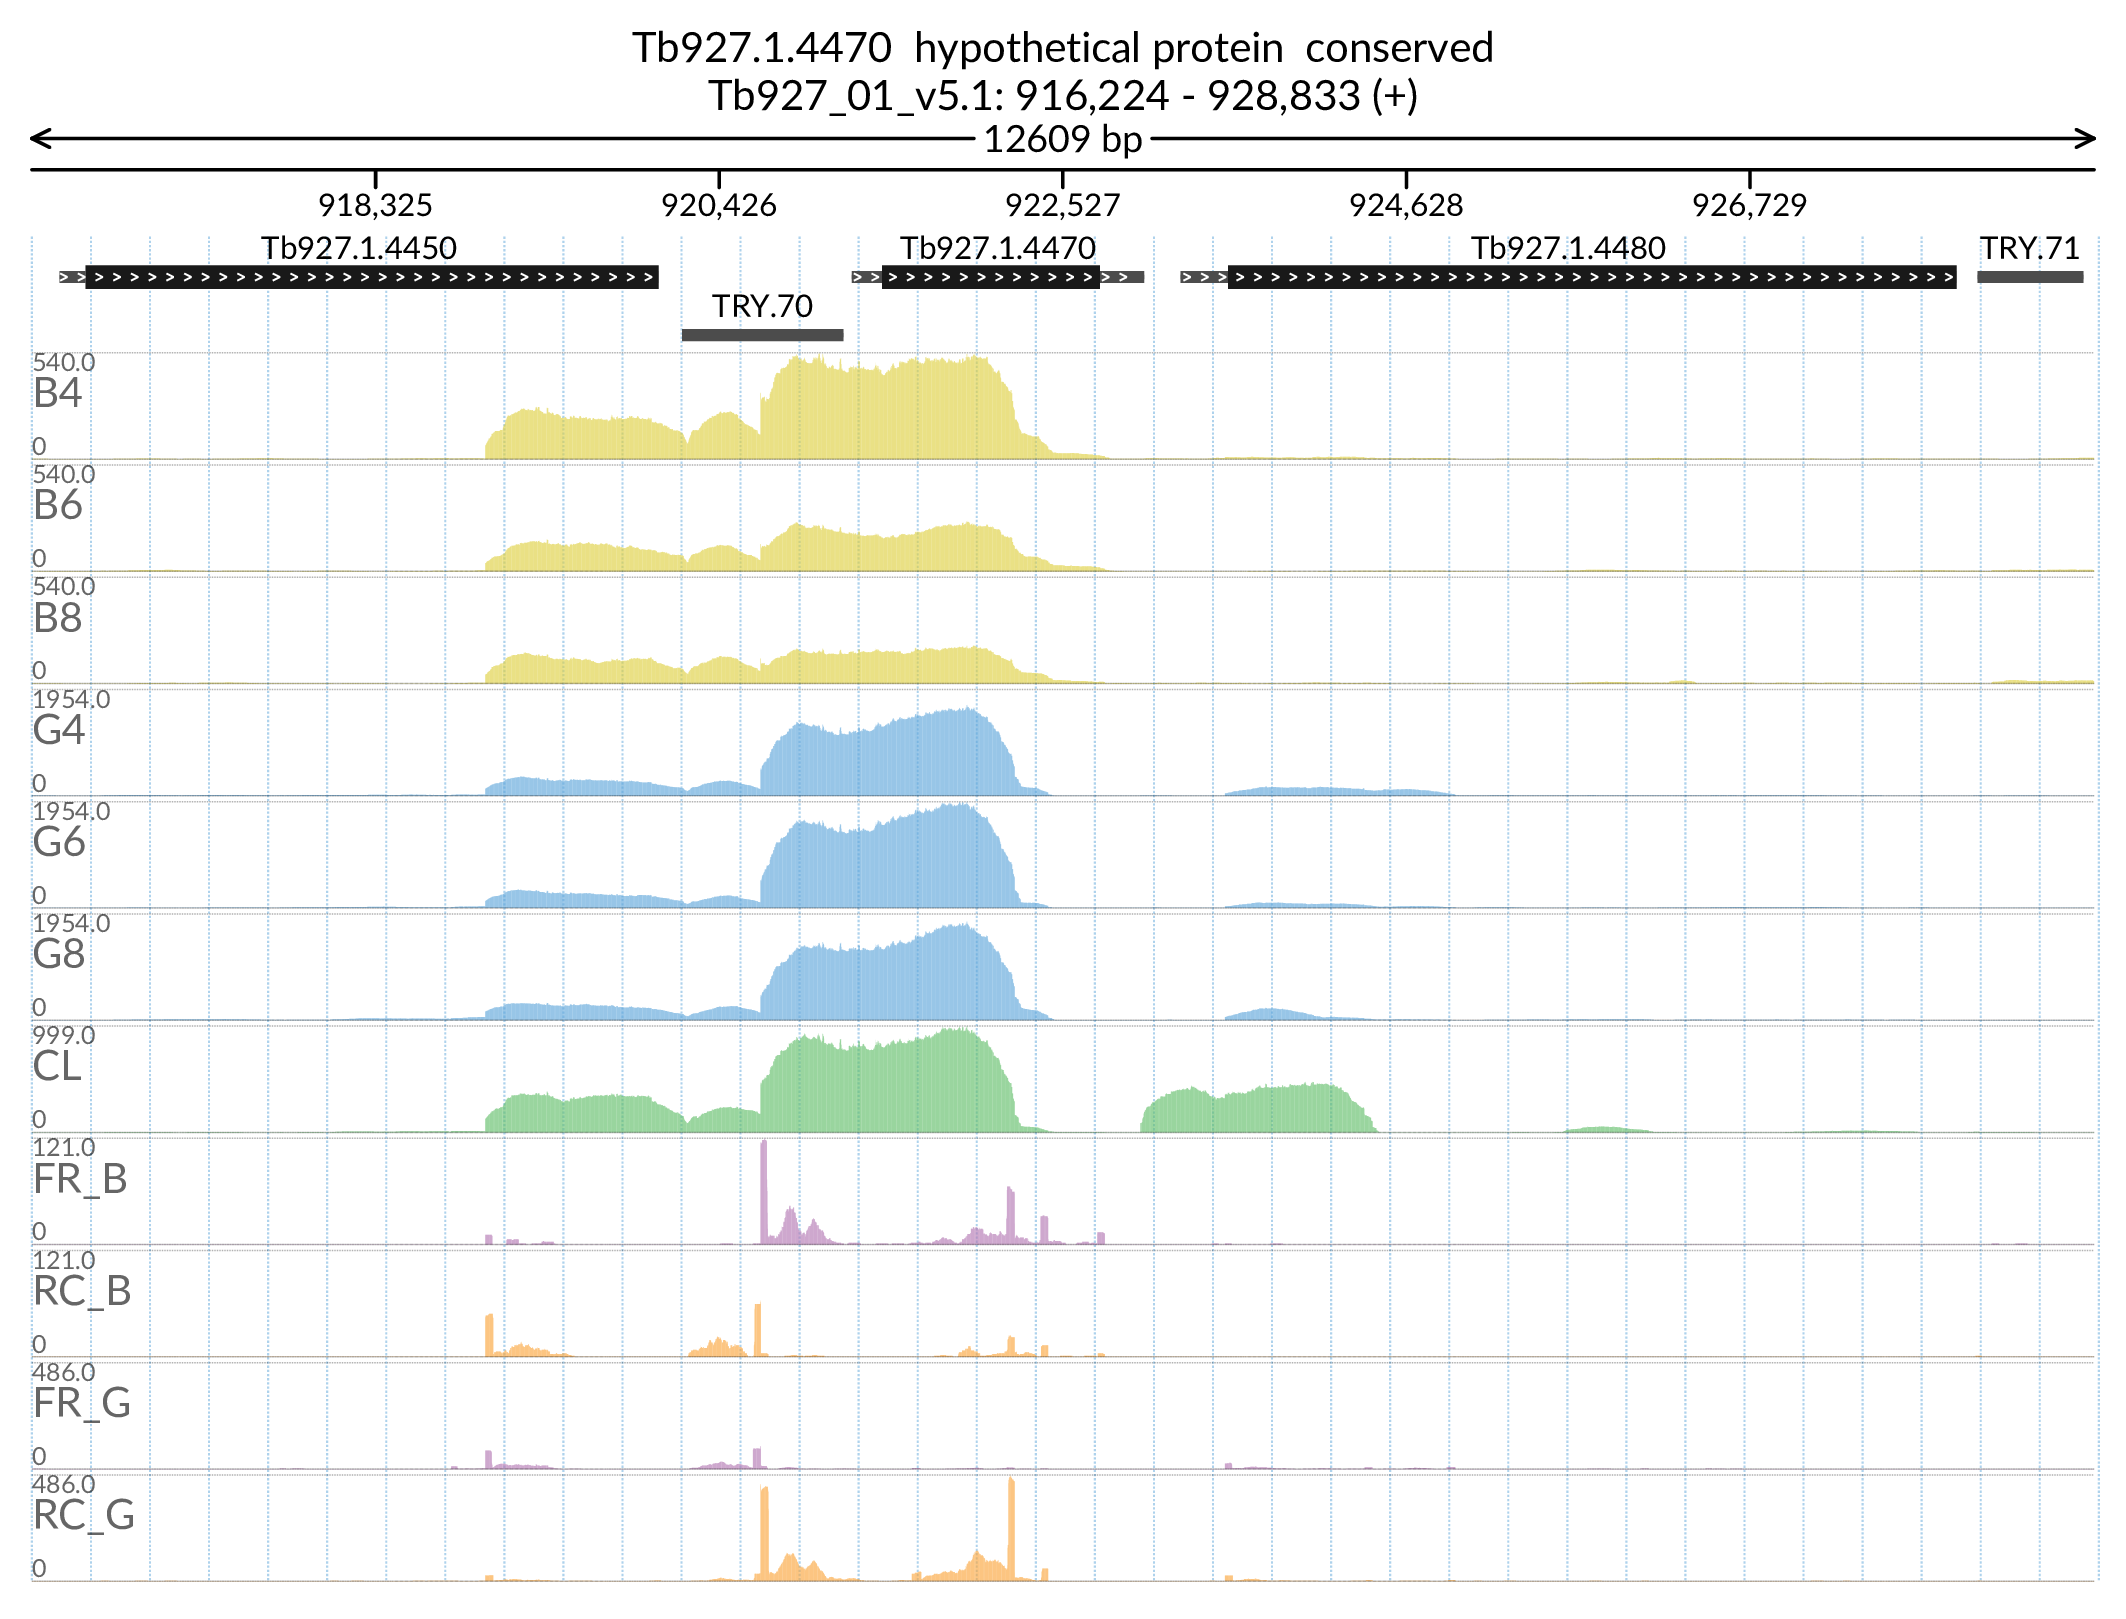 Tb927.1.4470 hypothetical protein conserved
Tb927_01_v5.1: 916,224 - 928,833 (+)
12609 bp
918,325 920,426 922,527 924,628 926,729
Tb927.1.4450 Tb927.1.4470 Tb927.1.4480 TRY.71
TRY.70
540.0
B4
0
540.0
B6
0
540.0
B8
0
1954.0
G4
0
1954.0
G6
0
1954.0
G8
0
999.0
CL
0
121.0
FR_B
0
121.0
RC_B
0
486.0
FR_G
0
486.0
RC_G
0